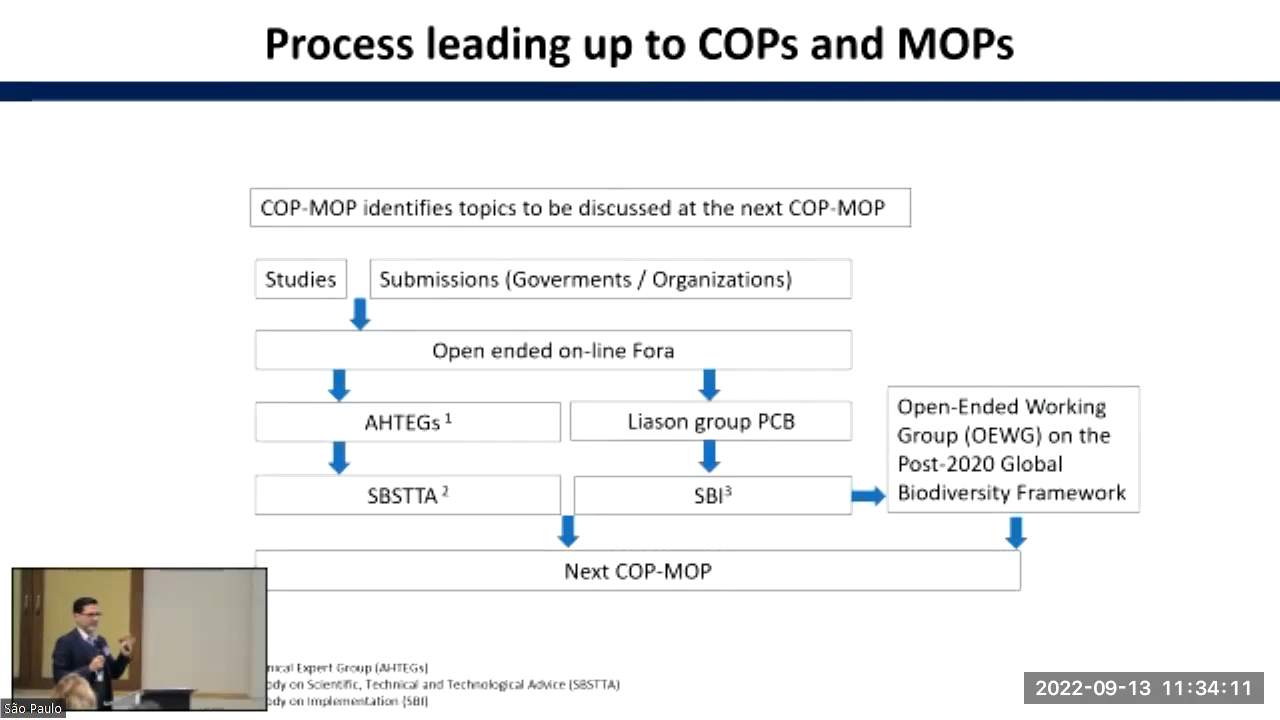 Process leading up to COPs and MOPs
COP-MOP identifies topics to be discussed at the next COP-MOP
Studies
Submissions (Goverments / Organizations)
Open ended on-line Fora
AHTEGs 1
Liason group PCB
Open-Ended Working
Group (OEWG) on the
Post-2020 Global
Biodiversity Framework
SBSTTA 2
SBI3
Next COP-MOP
Expert Group (AHTEGs)
on Scientific, Technical and Technological Advice (SBSTTA)
on Implementation (SBI)
São Paulo
2022-09-13 11:34:11